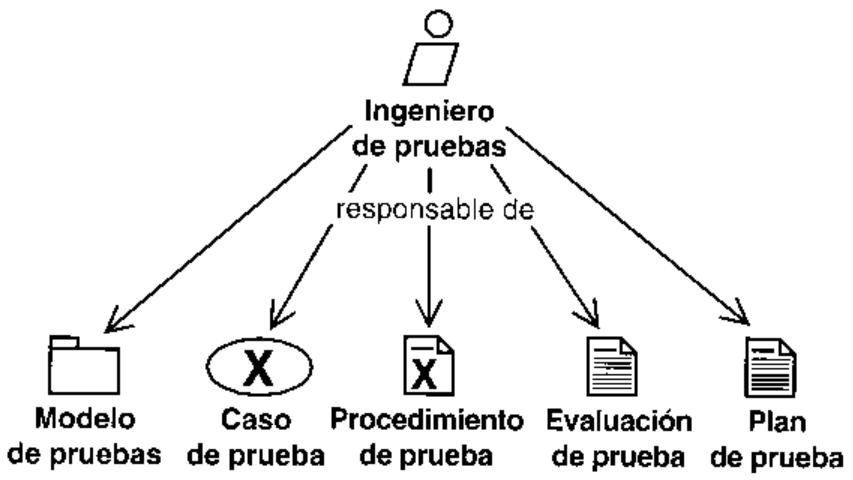 Ingeniero
de pruebas
responsable de
Modelo
de pruebas
Caso
de prueba
X
Procedimiento
de prueba
X
Evaluación
de prueba
Plan
de prueba